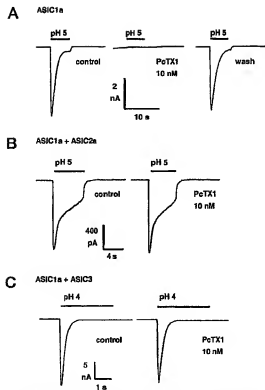 A ASIC1a
pH 5 pH 5 pH 5
control PcTX1 wash
10 nM
2
nA
10 s
B ASIC1a + ASIC2a
pH 5 pH 5
control PcTX1
10 nM
400
pA
4 s
C ASIC1a + ASIC3
pH 4 pH 4
control PcTX1
10 nM
5
nA
1 s